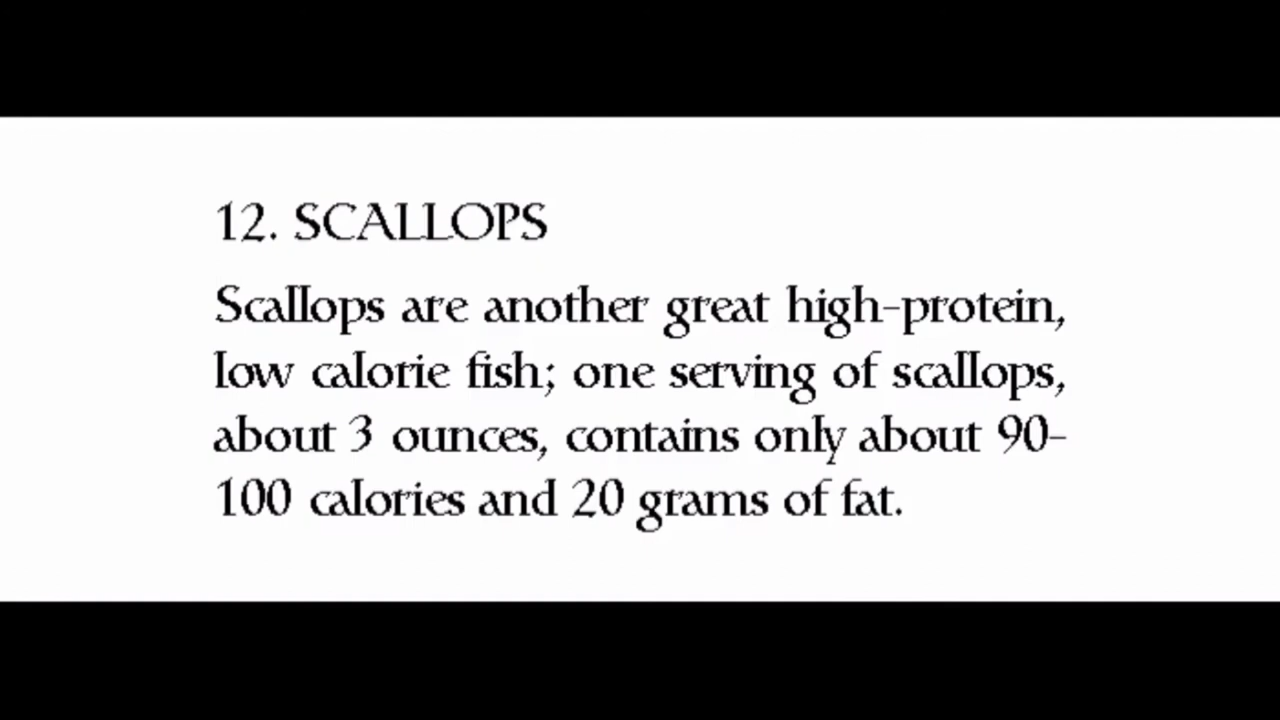 12. SCALLOPS
Scallops are another great high-protein,
low calorie fish; one serving of scallops,
about 3 ounces, contains only about 90-
100 calories and 20 grams of fat.